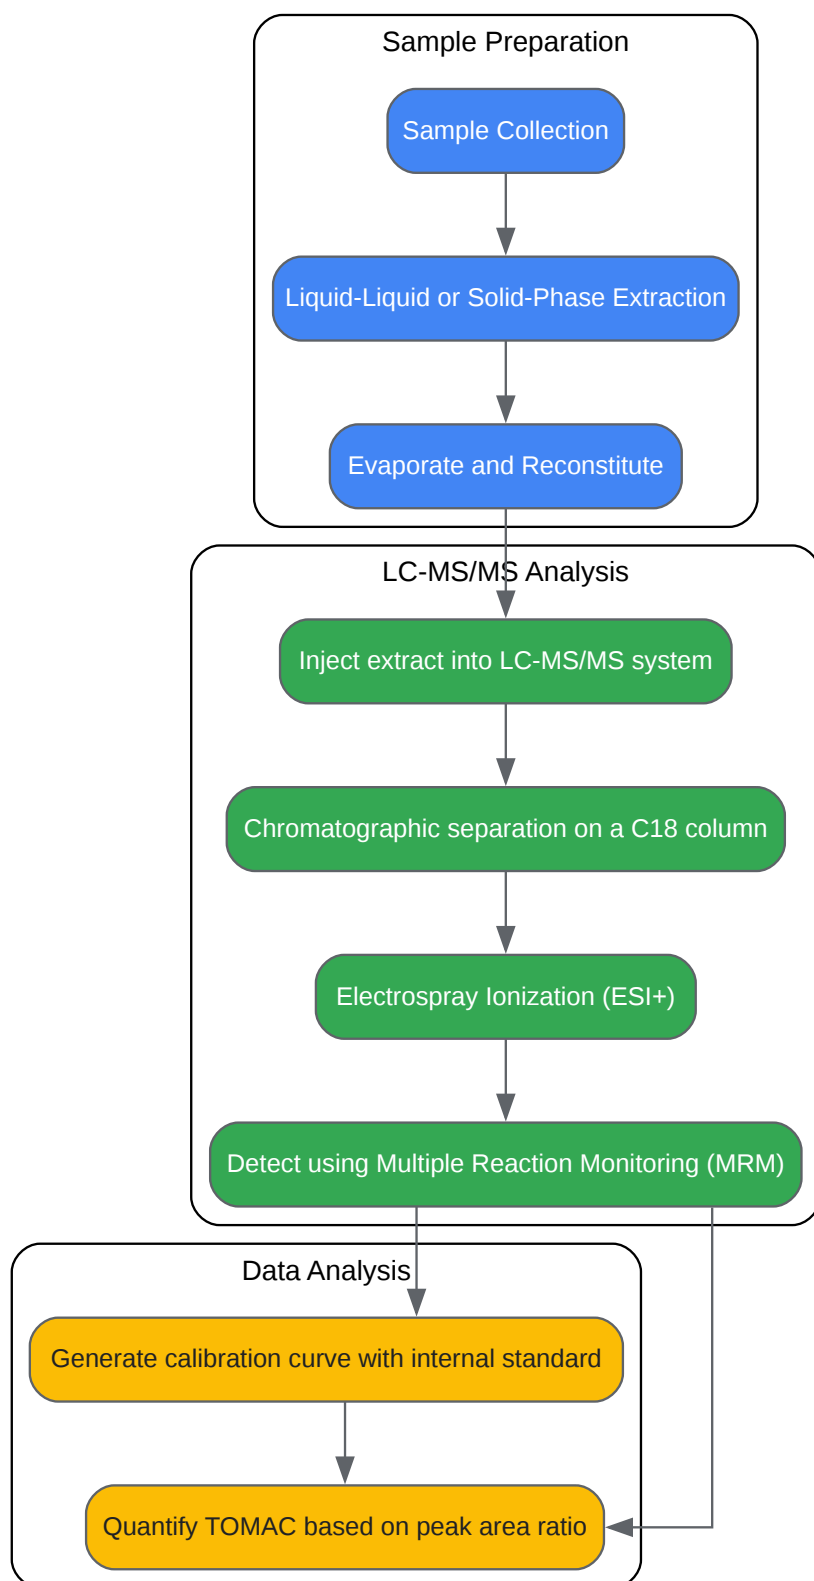 Sample Preparation
Sample Collection
Liquid-Liquid or Solid-Phase Extraction
Evaporate and Reconstitute
LC-MS/MS Analysis
Inject extract into LC-MS/MS system
Chromatographic separation on a C18 column
Electrospray Ionization (ESI+)
Detect using Multiple Reaction Monitoring (MRM)
Data Analysis
Generate calibration curve with internal standard
Quantify TOMAC based on peak area ratio